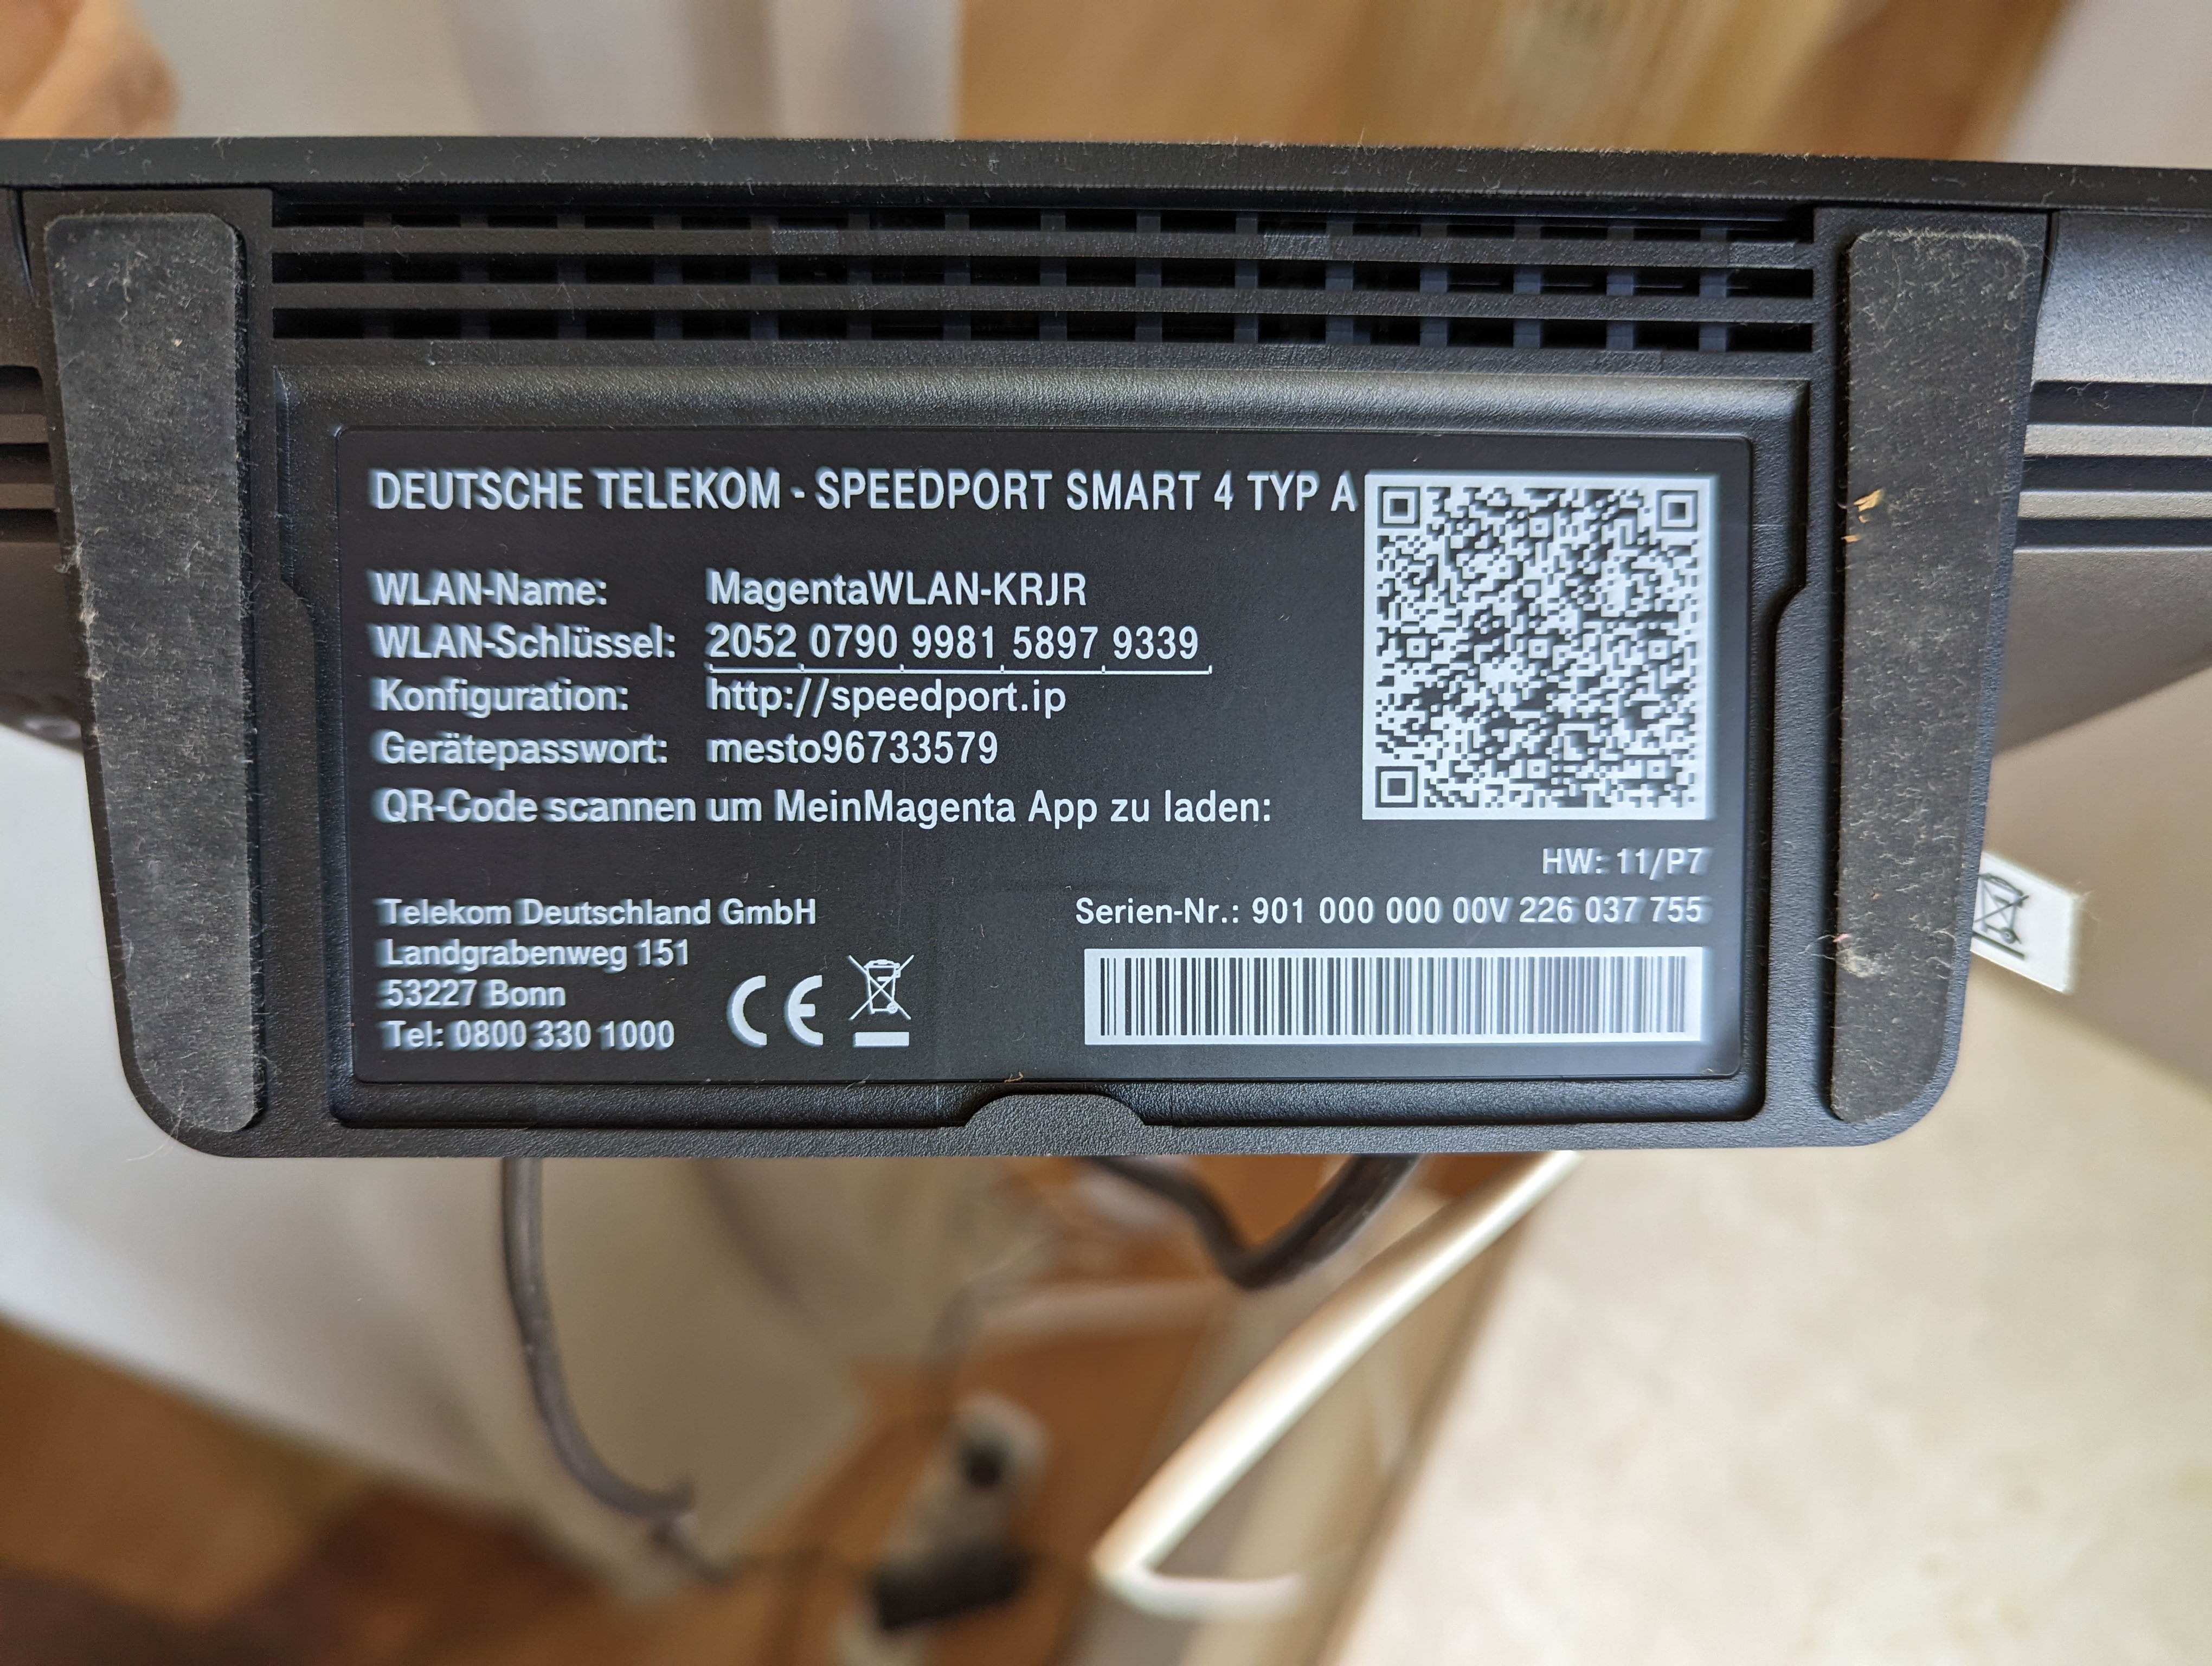 DEUTSCHE TELEKOM - SPEEDPORT SMART 4 TYP A
WLAN-Name: MagentaWLAN-KRJR
WLAN-Schlüssel: 2052 0790 9981 5897 9339
Konfiguration: http://speedport.ip
Gerätepasswort: mesto96733579
QR-Code scannen um MeinMagenta App zu laden:
HW: 11/P7
Serien-Nr.: 901 000 000 00V 226 037 755
Telekom Deutschland GmbH
Landgrabenweg 151
53227 Bonn
Tel: 0800 330 1000
CE